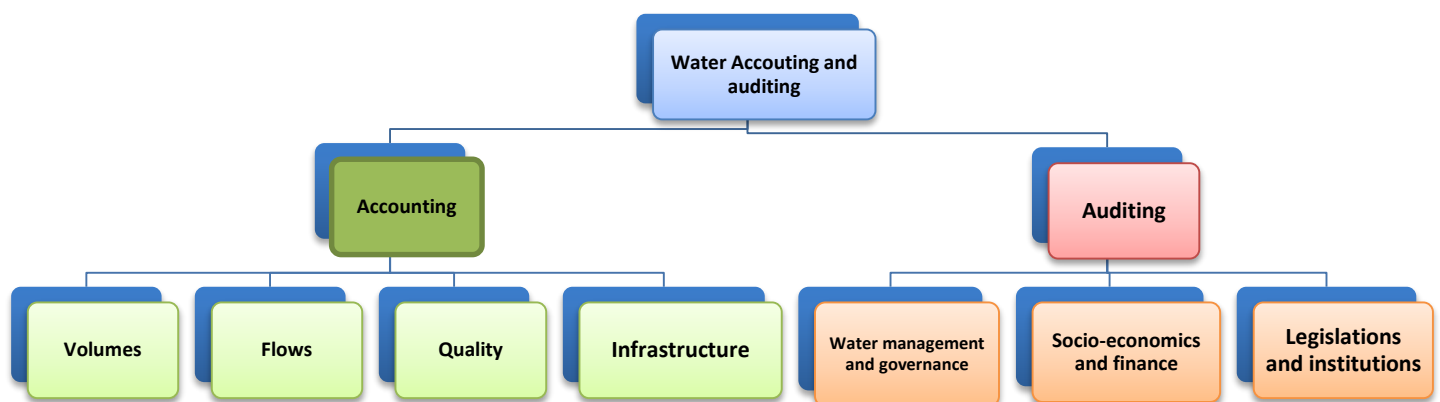 Water Accouting and
auditing
Accounting
Auditing
Volumes
Flows
Quality
Infrastructure
Water management
and governance
Socio-economics
and finance
Legislations
and institutions